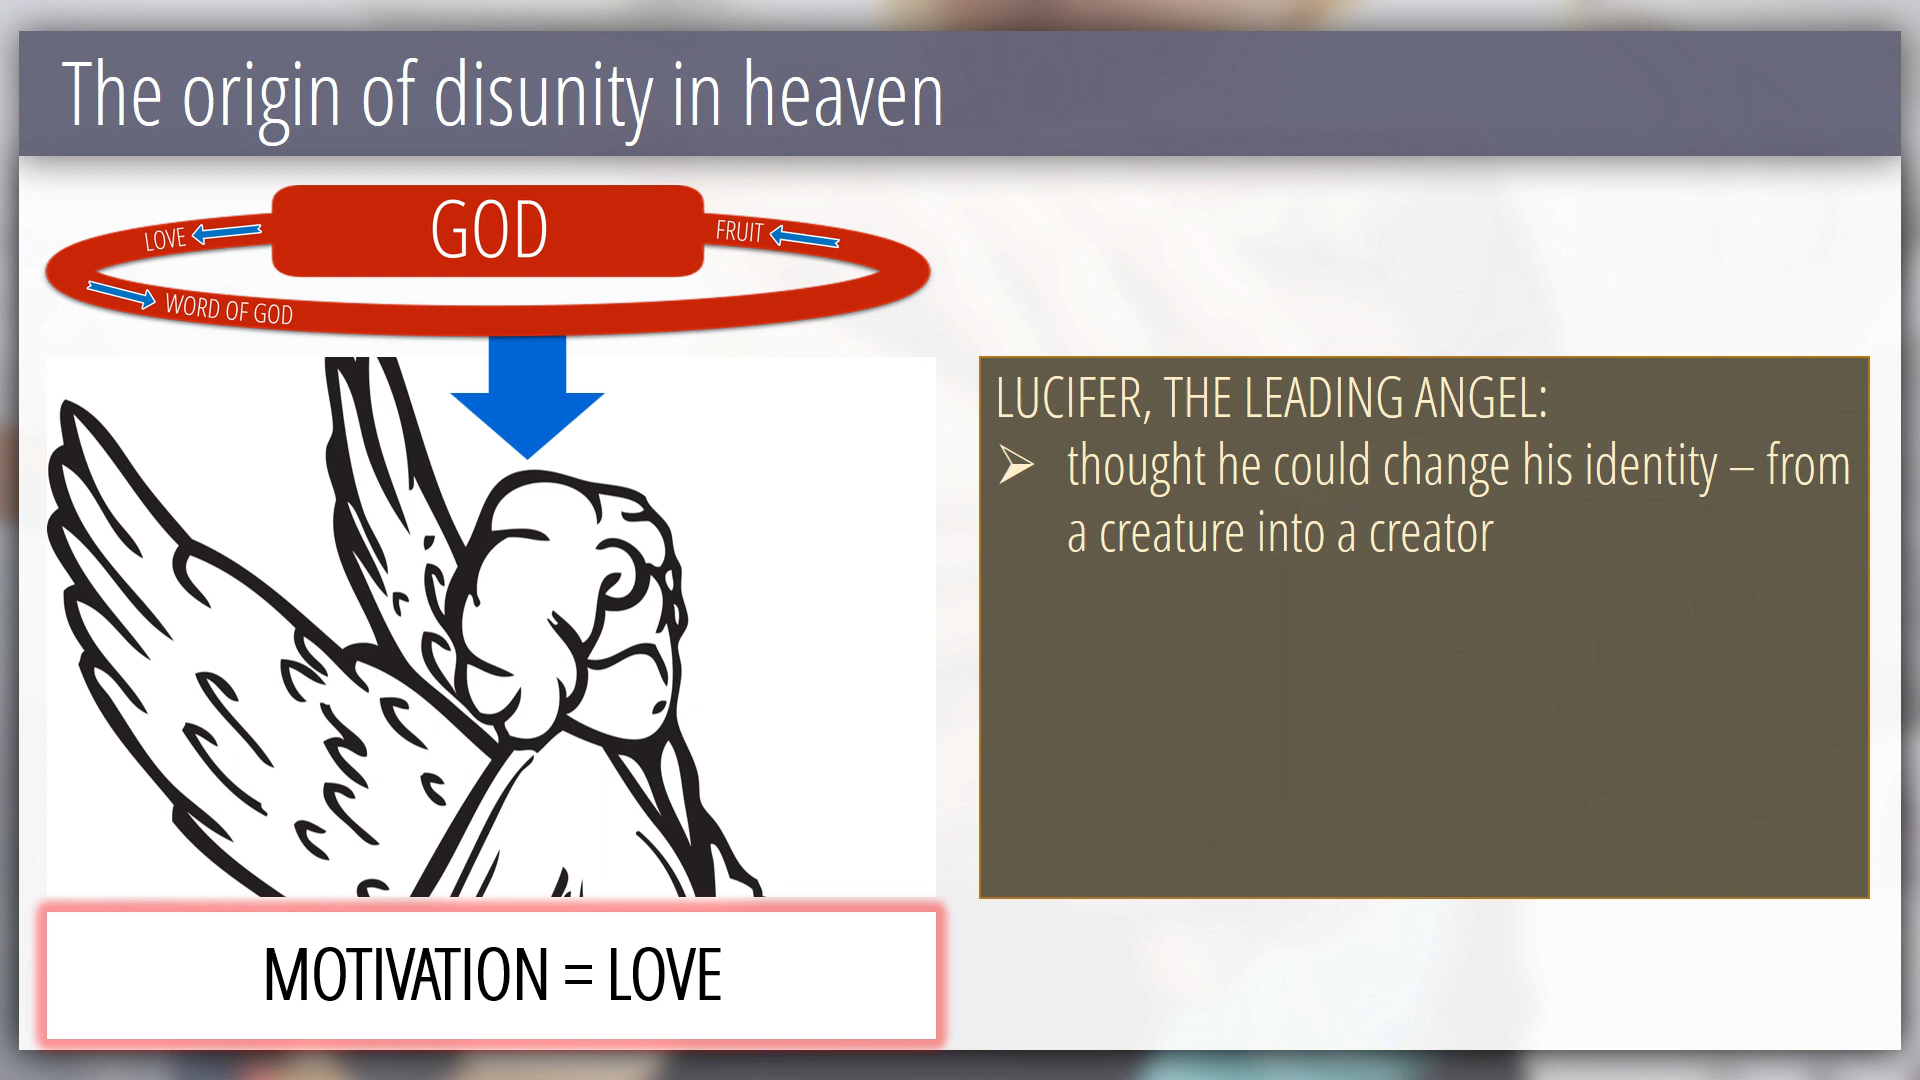 The origin of disunity in heaven
GOD
LOVE
FRUIT
WORD OF GOD
LUCIFER, THE LEADING ANGEL:
➢ thought he could change his identity – from
a creature into a creator
MOTIVATION = LOVE